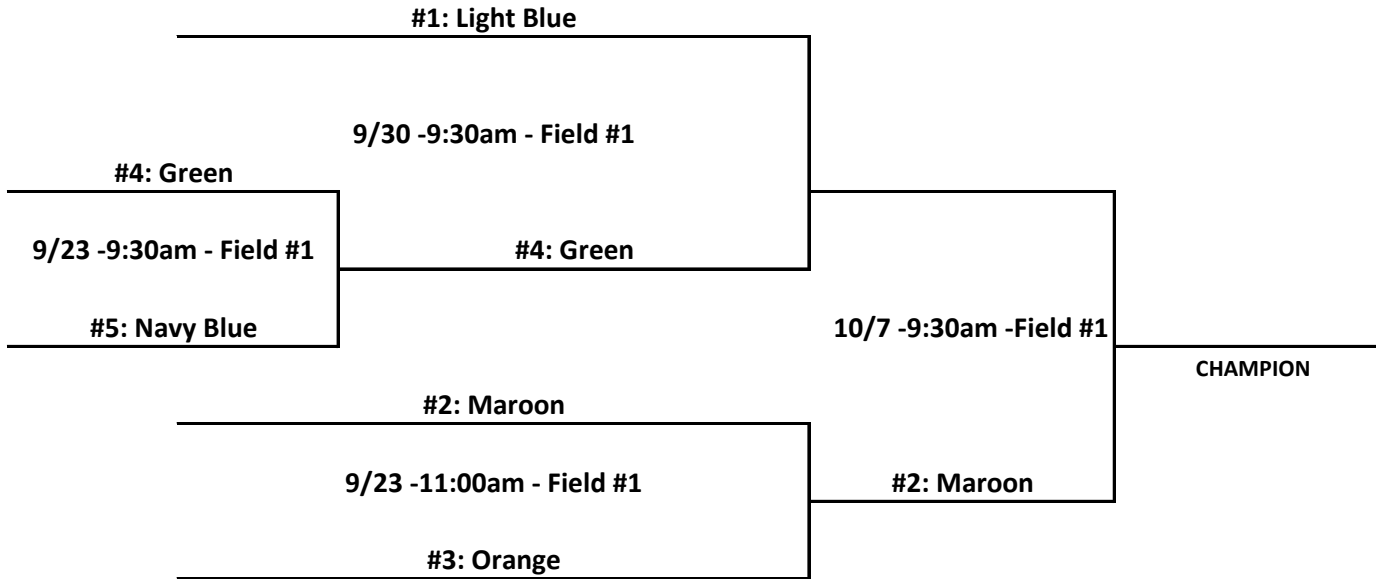 #1: Light Blue
9/30 -9:30am - Field #1
#4: Green
9/23 -9:30am - Field #1
#4: Green
#5: Navy Blue
10/7 -9:30am -Field #1
CHAMPION
#2: Maroon
9/23 -11:00am - Field #1
#2: Maroon
#3: Orange